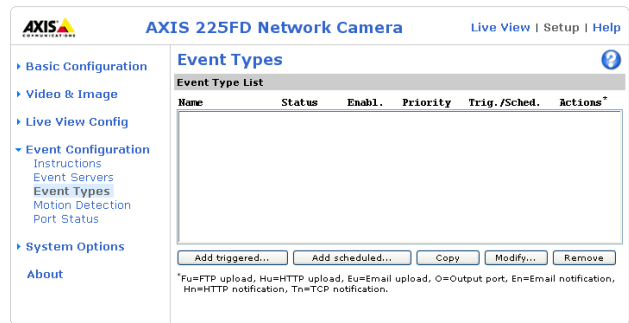 AXIS
COMMUNICATIONS
AXIS 225FD Network Camera
Live View | Setup | Help
Basic Configuration
Video & Image
Live View Config
Event Configuration
Instructions
Event Servers
Event Types
Motion Detection
Port Status
System Options
About
Event Types
?
Event Type List
Name Status Enabl. Priority Trig./Sched. Actions*
Add triggered... Add scheduled... Copy Modify... Remove
*Fu=FTP upload, Hu=HTTP upload, Eu=Email upload, O=Output port, En=Email notification,
Hn=HTTP notification, Tn=TCP notification.